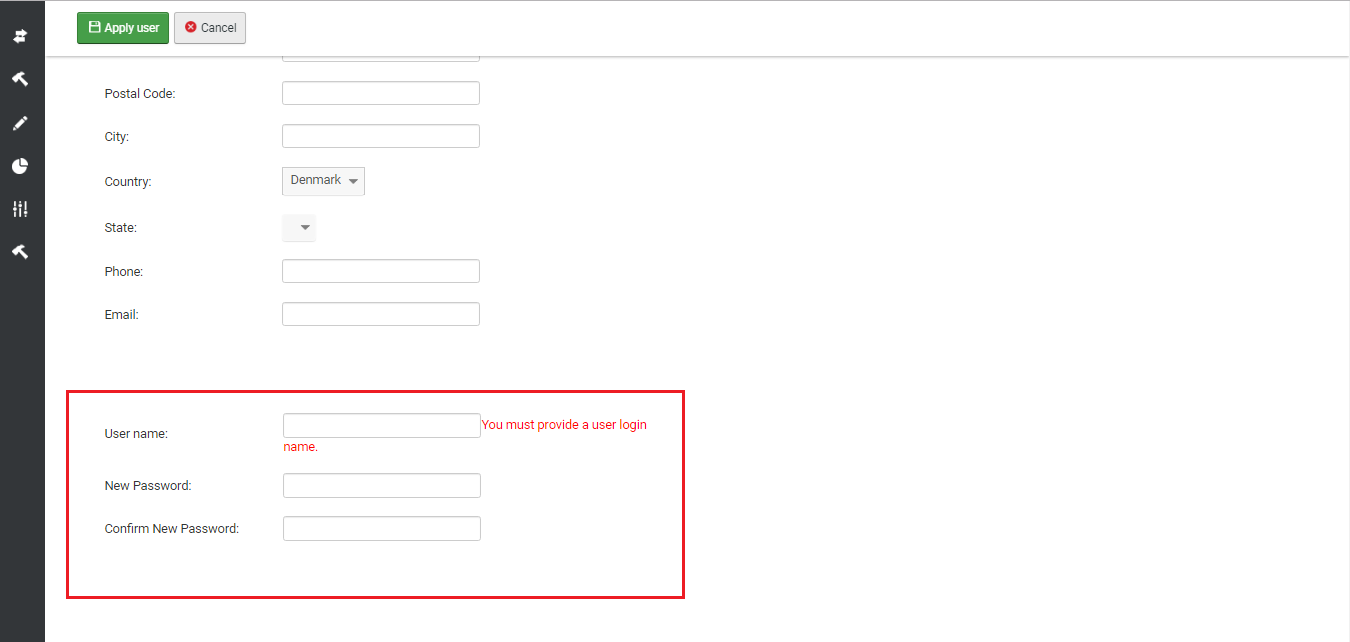 Apply user
Cancel
Postal Code:
City:
Country:
Denmark
State:
Phone:
Email:
User name:
You must provide a user login
name.
New Password:
Confirm New Password: